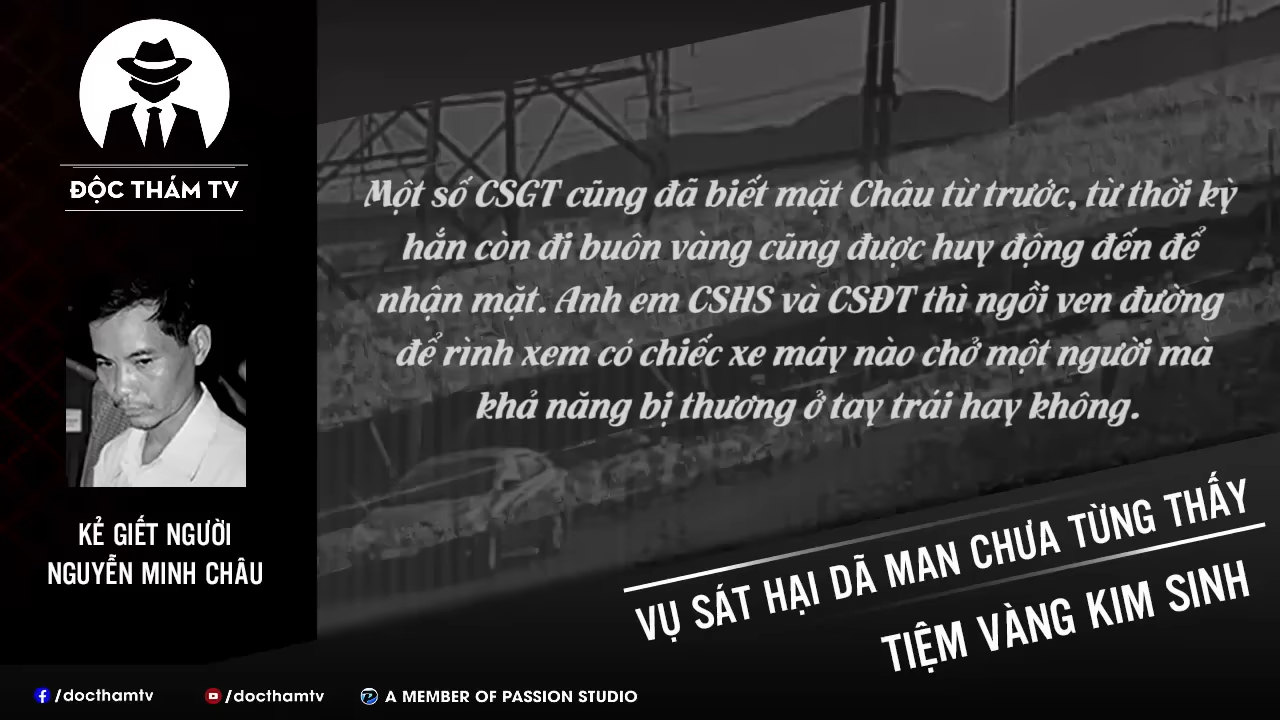 ĐỘC THÁM TV
Một số CSGT cũng đã biết mặt Châu từ trước, từ thời kỳ
hắn còn đi buôn vàng cũng được huy động đến để
nhận mặt. Anh em CSHS và CSĐT thì ngồi ven đường
để rình xem có chiếc xe máy nào chở một người mà
khả năng bị thương ở tay trái hay không.
KẺ GIẾT NGƯỜI
NGUYỄN MINH CHÂU
VỤ SÁT HẠI DÃ MAN CHƯA TỪNG THẤY
TIỆM VÀNG KIM SINH
/docthamtv
/docthamtv
A MEMBER OF PASSION STUDIO